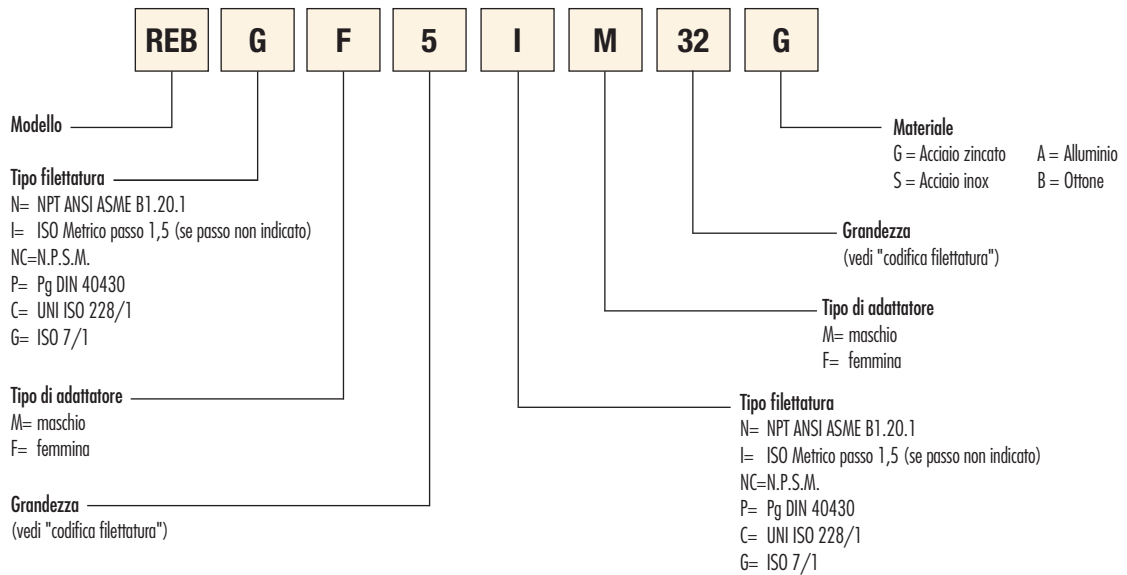 REB G F 5 I M 32 G
Modello
Tipo filettatura
N= NPT ANSI ASME B1.20.1
I= ISO Metrico passo 1,5 (se passo non indicato)
NC=N.P.S.M.
P= Pg DIN 40430
C= UNI ISO 228/1
G= ISO 7/1
Tipo di adattatore
M= maschio
F= femmina
Grandezza
(vedi "codifica filettatura")
Materiale
G = Acciaio zincato A = Alluminio
S = Acciaio inox B = Ottone
Grandezza
(vedi "codifica filettatura")
Tipo di adattatore
M= maschio
F= femmina
Tipo filettatura
N= NPT ANSI ASME B1.20.1
I= ISO Metrico passo 1,5 (se passo non indicato)
NC=N.P.S.M.
P= Pg DIN 40430
C= UNI ISO 228/1
G= ISO 7/1